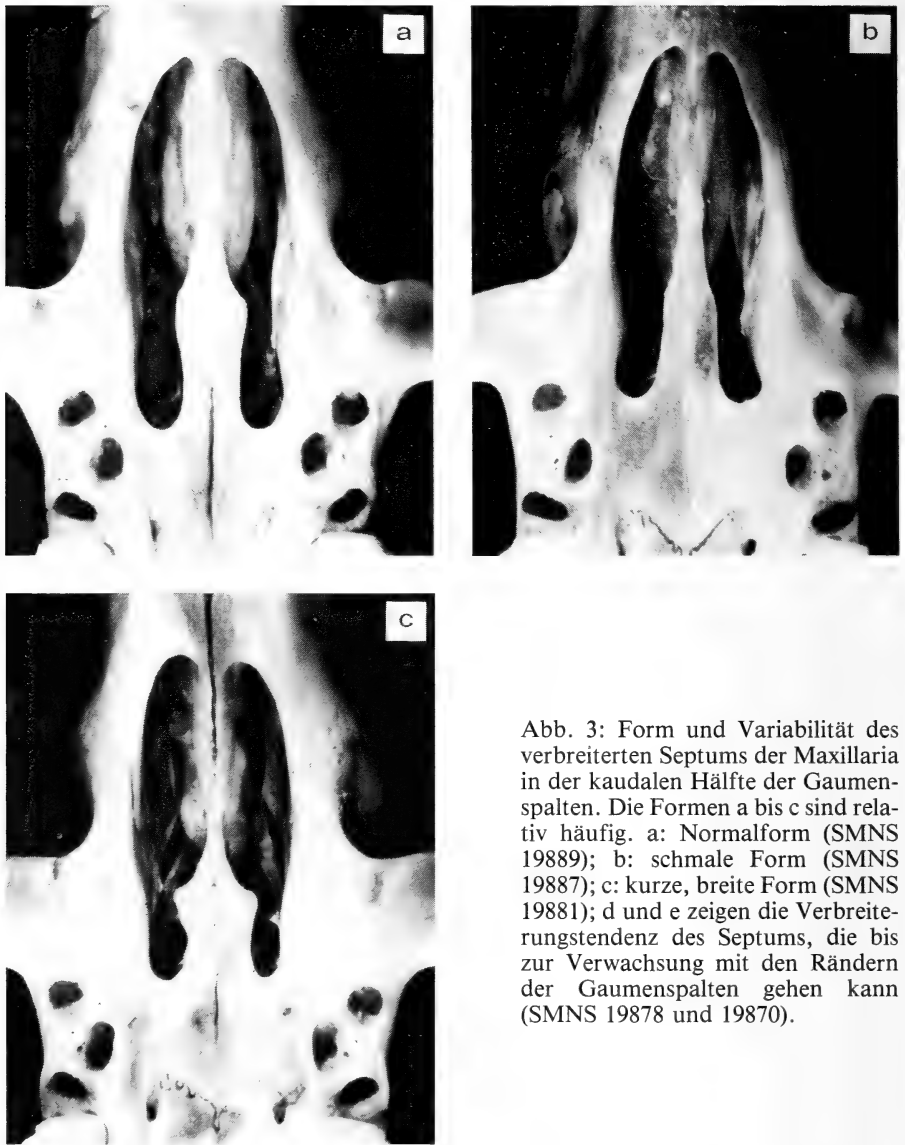 a
b
c
Abb. 3: Form und Variabilität des
verbreiterten Septums der Maxillaria
in der kaudalen Hälfte der Gaumen-
spalten. Die Formen a bis c sind rela-
tiv häufig. a: Normalform (SMNS
19889); b: schmale Form (SMNS
19887); c: kurze, breite Form (SMNS
19881); d und e zeigen die Verbreite-
rungstendenz des Septums, die bis
zur Verwachsung mit den Rändern
der Gaumenspalten gehen kann
(SMNS 19878 und 19870).